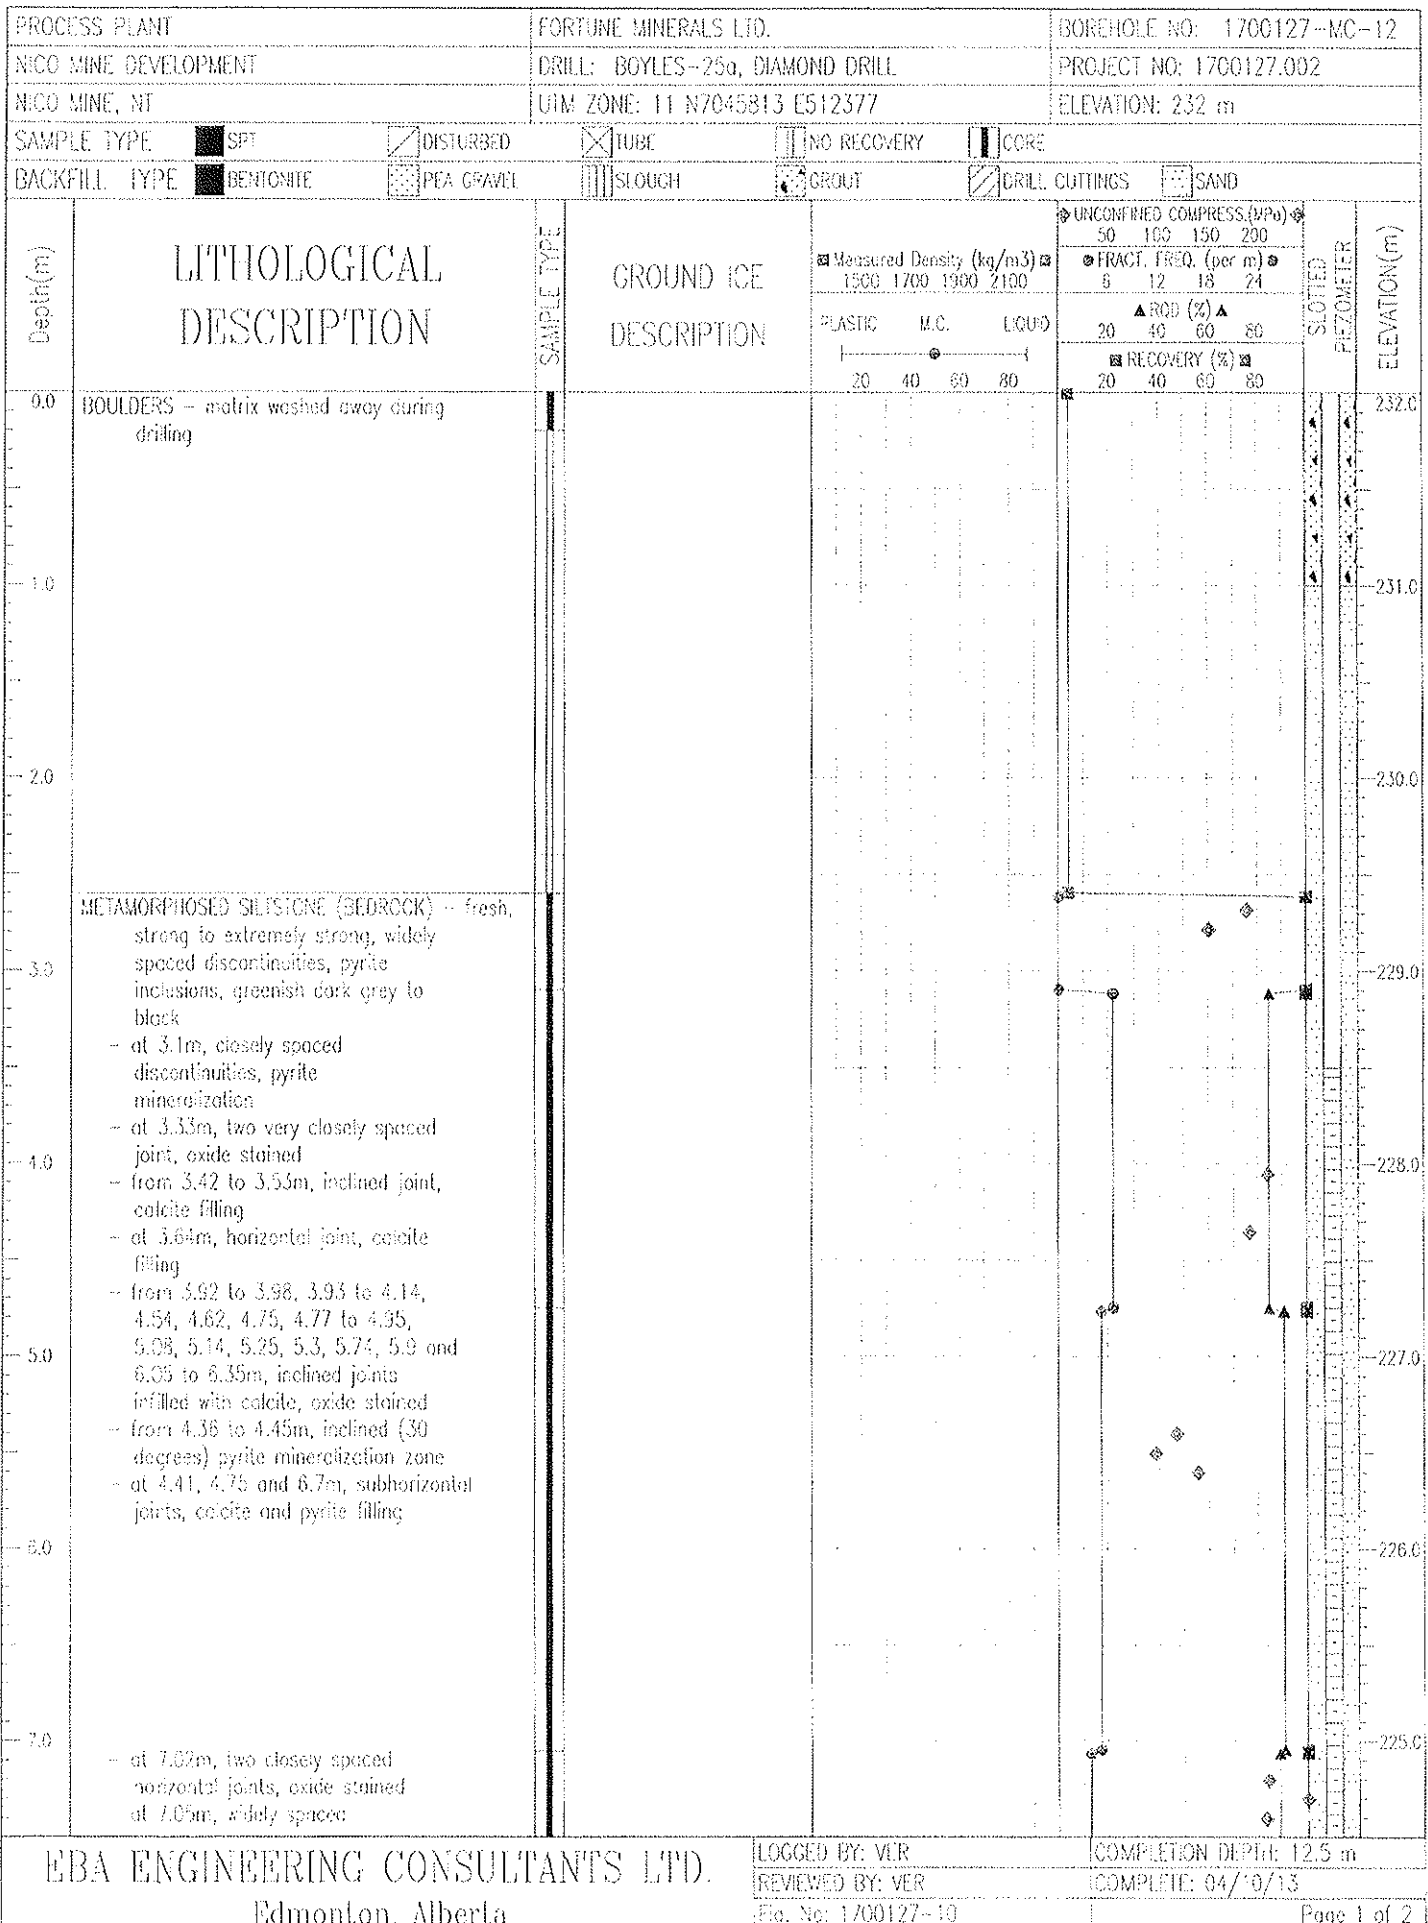 PROCESS PLANT
FORTUNE MINERALS LTD.
BOREHOLE NO: 1700127-MC-12
NICO MINE DEVELOPMENT
DRILL: BOYLES-25a, DIAMOND DRILL
PROJECT NO: 1700127.002
NICO MINE, NT
UTM ZONE: 11 N7045813 E512377
ELEVATION: 232 m
SAMPLE TYPE
SPT
DISTURBED
TUBE
NO RECOVERY
CORE
BACKFILL TYPE
BENTONITE
PEA GRAVEL
SLOUGH
GROUT
DRILL CUTTINGS
SAND
Depth(m)
LITHOLOGICAL
DESCRIPTION
SAMPLE TYPE
GROUND ICE
DESCRIPTION
Measured Density (kg/m3)
1500 1700 1900 2100
PLASTIC M.C. LIQUID
20 40 60 80
UNCONFINED COMPRESS.(MPa)
50 100 150 200
FRACT. FREQ. (per m)
6 12 18 24
RQD (%)
20 40 60 80
RECOVERY (%)
20 40 60 80
SLOTTED
PIEZOMETER
ELEVATION(m)
0.0
BOULDERS - matrix washed away during
drilling
232.0
1.0
231.0
2.0
230.0
METAMORPHOSED SILTSTONE (BEDROCK) - fresh,
strong to extremely strong, widely
spaced discontinuities, pyrite
inclusions, greenish dark grey to
black
3.0
229.0
- at 3.1m, closely spaced
discontinuities, pyrite
mineralization
- at 3.33m, two very closely spaced
joint, oxide stained
4.0
228.0
- from 3.42 to 3.53m, inclined joint,
calcite filling
- at 3.64m, horizontal joint, calcite
filling
- from 3.92 to 3.98, 3.93 to 4.14,
4.54, 4.62, 4.75, 4.77 to 4.95,
5.08, 5.14, 5.25, 5.3, 5.74, 5.9 and
6.05 to 6.35m, inclined joints
infilled with calcite, oxide stained
5.0
227.0
- from 4.36 to 4.45m, inclined (30
degrees) pyrite mineralization zone
- at 4.41, 4.75 and 6.7m, subhorizontal
joints, calcite and pyrite filling
6.0
226.0
7.0
225.0
- at 7.02m, two closely spaced
horizontal joints, oxide stained
at 7.05m, widely spaced
EBA ENGINEERING CONSULTANTS LTD.
Edmonton, Alberta
LOGGED BY: VER
COMPLETION DEPTH: 12.5 m
REVIEWED BY: VER
COMPLETE: 04/10/13
Fig. No: 1700127-10
Page 1 of 2